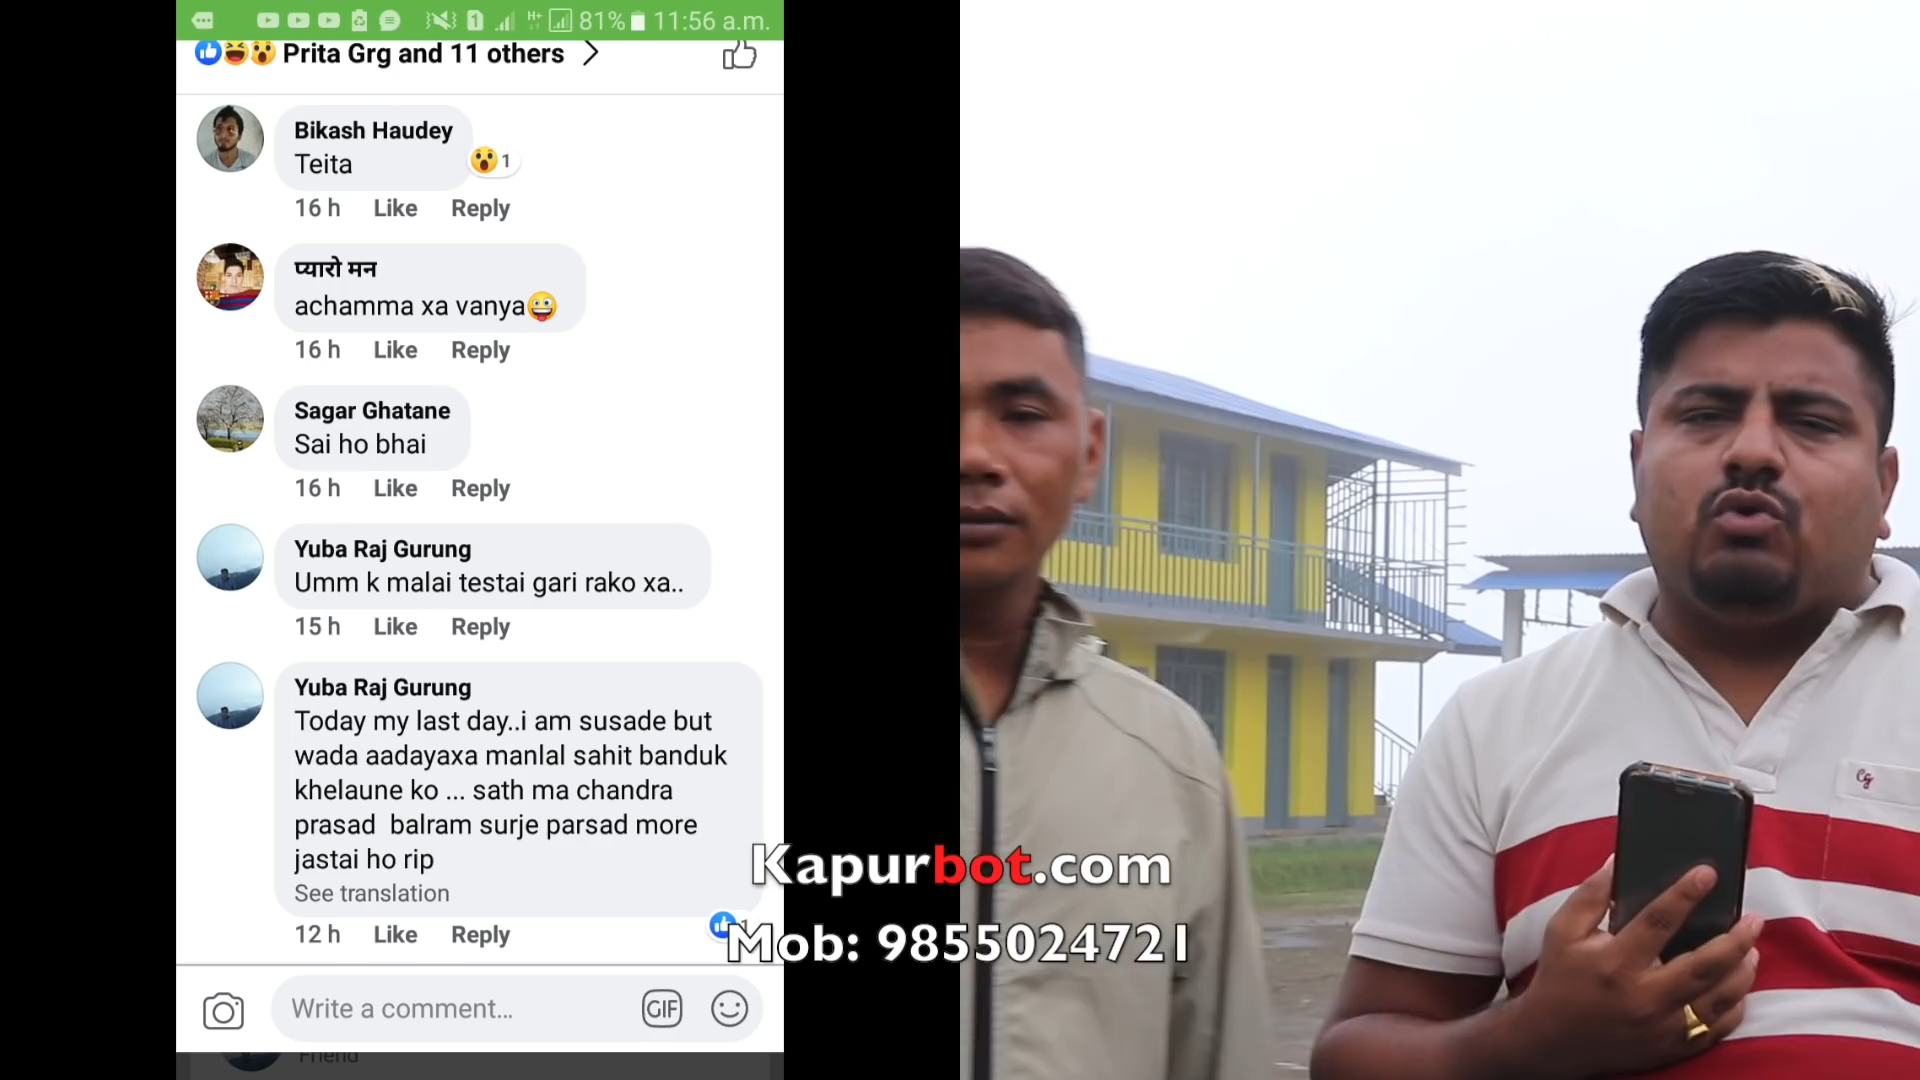 81% 11:56 a.m.
Prita Grg and 11 others
Bikash Haudey
Teita
1
16 h Like Reply
प्यारो मन
achamma xa vanya
16 h Like Reply
Sagar Ghatane
Sai ho bhai
16 h Like Reply
Yuba Raj Gurung
Umm k malai testai gari rako xa..
15 h Like Reply
Yuba Raj Gurung
Today my last day..i am susade but
wada aadayaxa manlal sahit banduk
khelaune ko ... sath ma chandra
prasad balram surje parsad more
jastai ho rip
See translation
12 h Like Reply
Write a comment...
GIF
Friend
Kapurbot.com
Mob: 9855024721